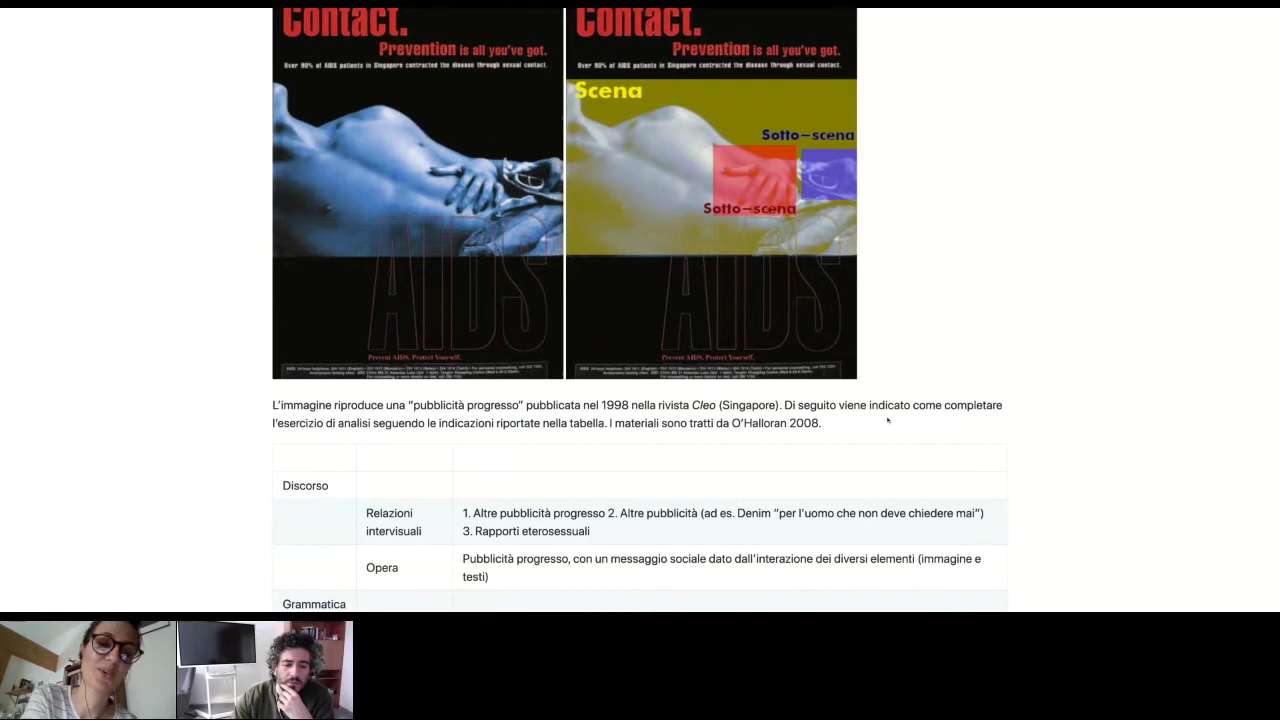 Contact.
Prevention is all you've got.
Over 90% of AIDS patients in Singapore contracted the disease through sexual contact.
AIDS
Prevent AIDS, Protect Yourself.
Contact.
Prevention is all you've got.
Over 90% of AIDS patients in Singapore contracted the disease through sexual contact.
Scena
Sotto-scena
Sotto-scena
AIDS
Prevent AIDS, Protect Yourself.
L'immagine riproduce una “pubblicità progresso” pubblicata nel 1998 nella rivista Cleo (Singapore). Di seguito viene indicato come completare
l'esercizio di analisi seguendo le indicazioni riportate nella tabella. I materiali sono tratti da O'Halloran 2008.
Discorso
Relazioni
intervisuali
1. Altre pubblicità progresso 2. Altre pubblicità (ad es. Denim “per l'uomo che non deve chiedere mai”)
3. Rapporti eterosessuali
Opera
Pubblicità progresso, con un messaggio sociale dato dall'interazione dei diversi elementi (immagine e
testi)
Grammatica